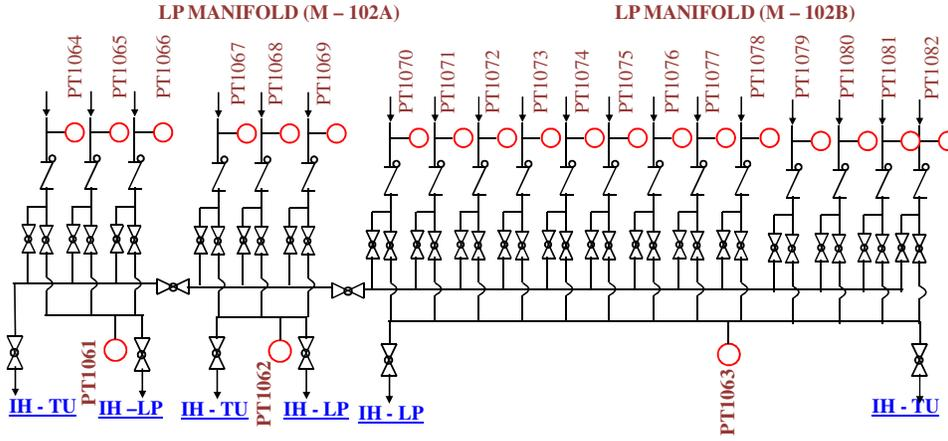 LP MANIFOLD (M – 102A)
LP MANIFOLD (M – 102B)
PT1064
PT1065
PT1066
PT1067
PT1068
PT1069
PT1070
PT1071
PT1072
PT1073
PT1074
PT1075
PT1076
PT1077
PT1078
PT1079
PT1080
PT1081
PT1082
PT1061
PT1062
PT1063
IH - TU
IH –LP
IH - TU
IH - LP
IH - LP
IH - TU